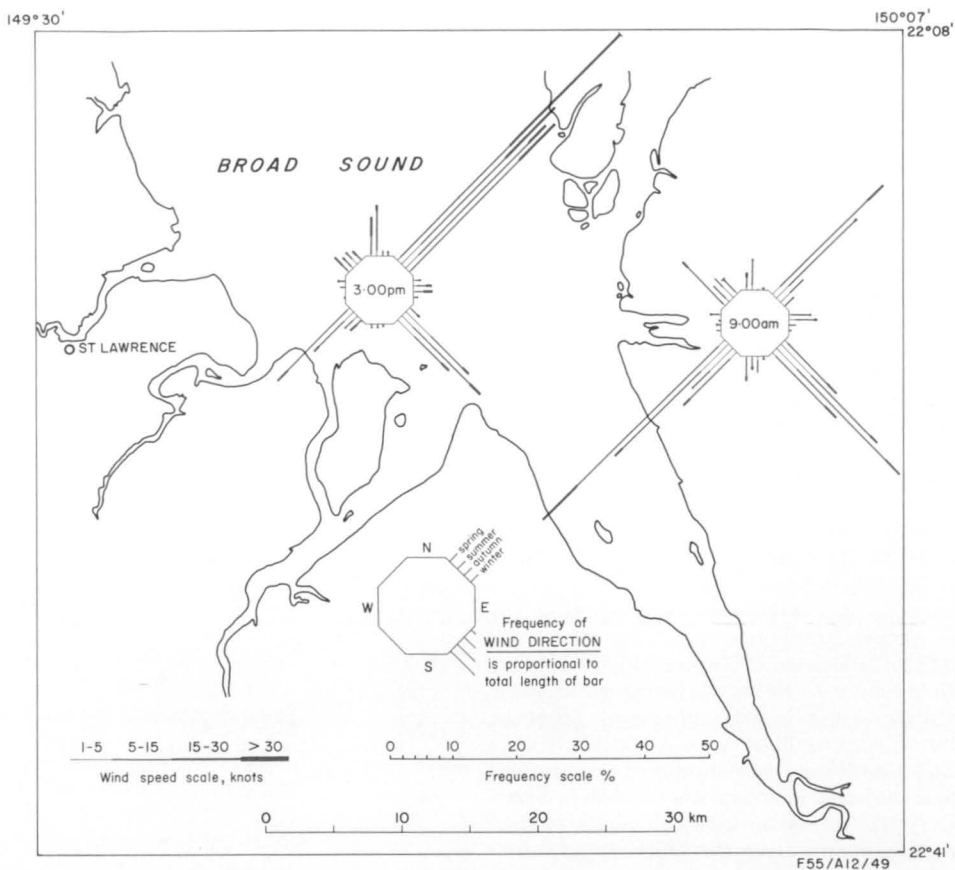 149°30'
150°07'
22°08'
BROAD SOUND
3·00pm
9·00am
ST LAWRENCE
N
spring
summer
autumn
winter
W
E
S
Frequency of
WIND DIRECTION
is proportional to
total length of bar
1-5 5-15 15-30 > 30
Wind speed scale, knots
0 10 20 30 40 50
Frequency scale %
0 10 20 30 km
22°41'
F55/A12/49